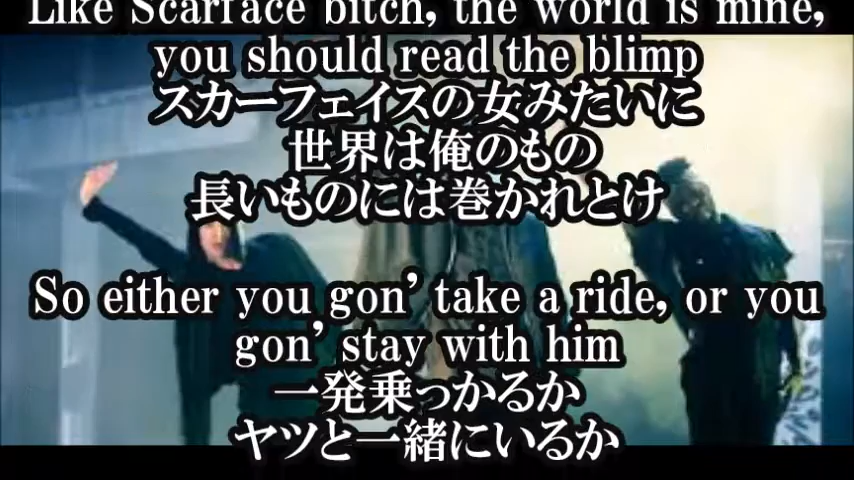 Like Scarface bitch, the world is mine,
you should read the blimp
スカーフェイスの女みたいに
世界は俺のもの
長いものには巻かれとけ
So either you gon' take a ride, or you
gon' stay with him
一発乗っかるか
ヤツと一緒にいるか